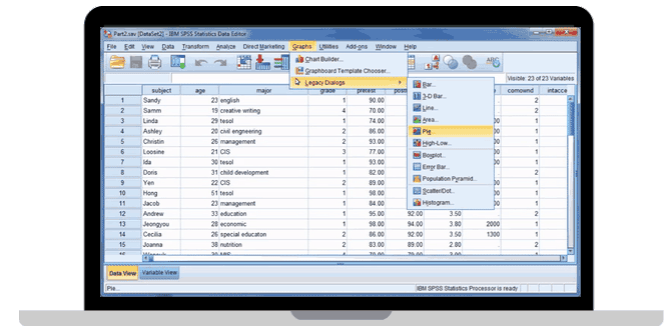 Part2.sav [DataSet2] - IBM SPSS Statistics Data Editor
File Edit View Data Transform Analyze Direct Marketing Graphs Utilities Add-ons Window Help
Chart Builder...
Graphboard Template Chooser...
Legacy Dialogs
Bar...
3-D Bar...
Line...
Area...
Pie...
High-Low...
Boxplot...
Error Bar...
Population Pyramid...
Scatter/Dot...
Histogram...
Visible: 23 of 23 Variables
subject age major grade pretest comownd intacce
1 Sandy 23 english 1 90.00 2
2 Samm 19 creative writing 4 70.00 2
3 Linda 29 tesol 1 74.00 1
4 Ashley 20 civil engneering 2 86.00 1
5 Christin 26 management 2 93.00 1
6 Loosine 21 CIS 3 77.00 1
7 Ida 30 tesol 1 93.00 1
8 Doris 31 child development 1 82.00 2
9 Yen 22 CIS 2 89.00 1
10 Hong 51 tesol 1 98.00 1
11 Jacob 23 management 1 84.00 1
12 Andrew 33 education 1 95.00 92.00 3.50 . 2
13 Jeongyou 28 economic 1 98.00 94.00 3.80 2000 1
14 Cecilia 26 special educaton 2 86.00 92.00 3.50 1300 1
15 Joanna 38 nutrition 2 83.00 89.00 2.80 . 2
Data View Variable View
Pie... IBM SPSS Statistics Processor is ready